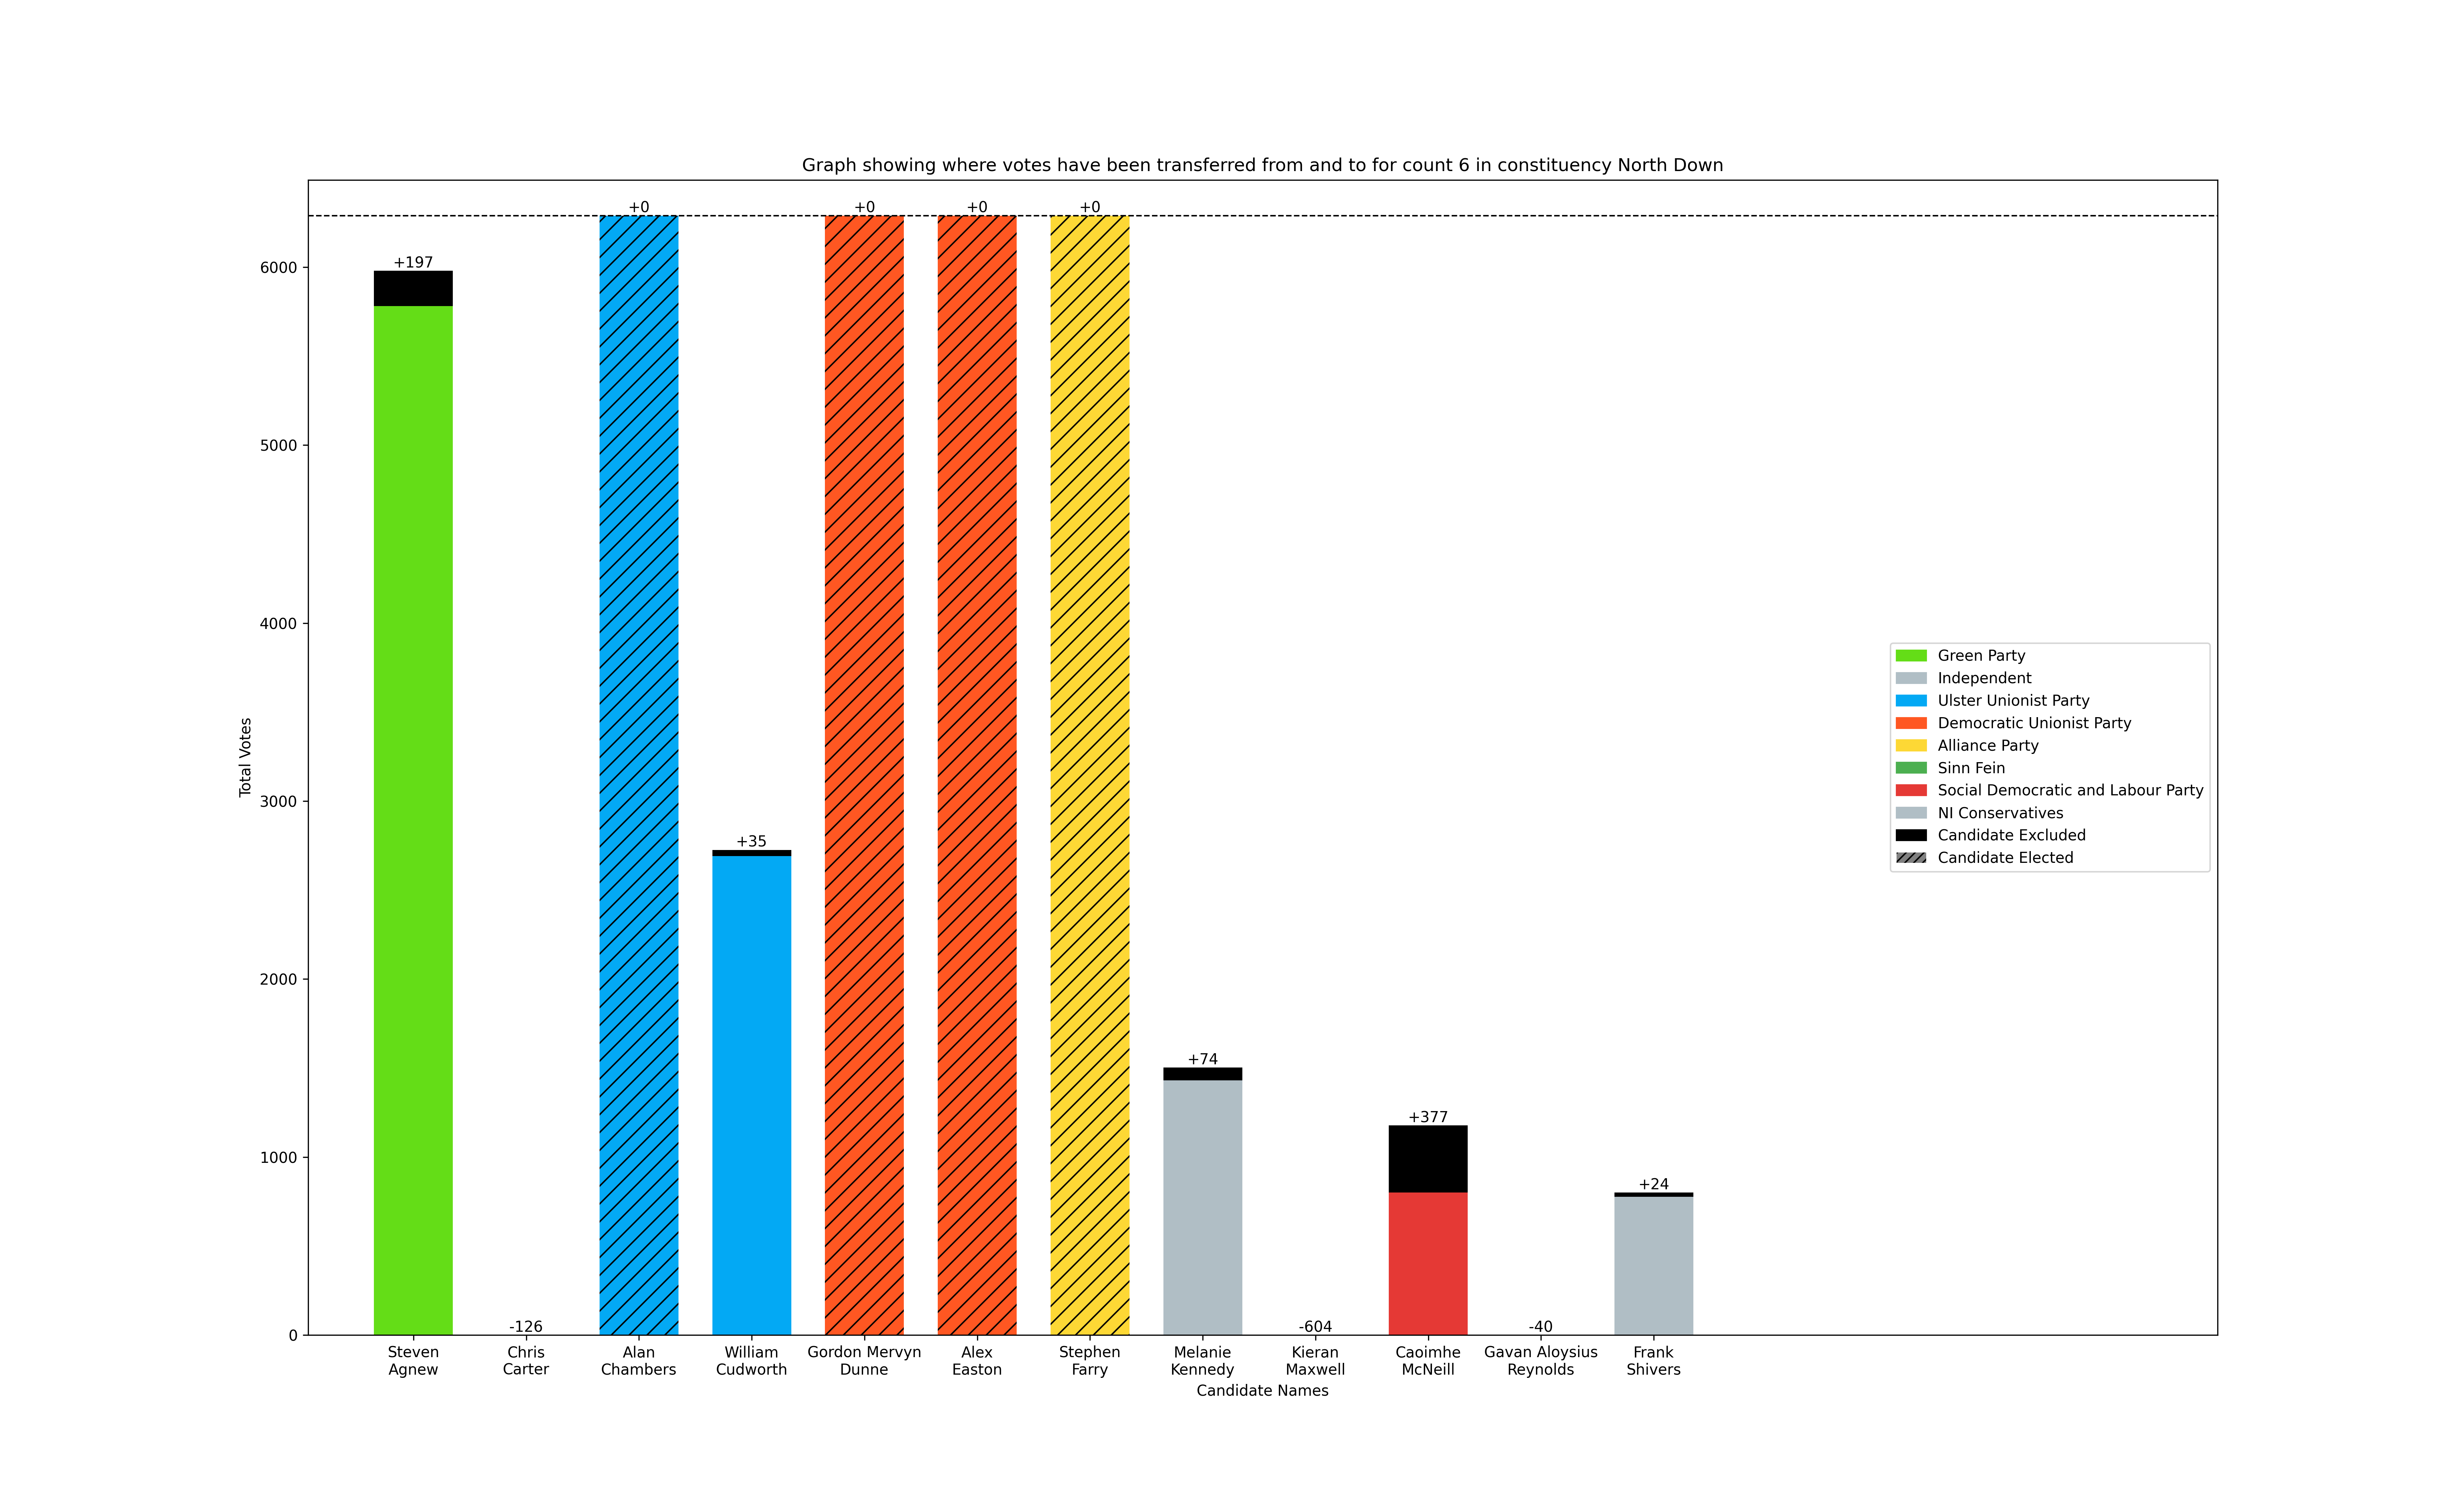 Graph showing where votes have been transferred from and to for count 6 in constituency North Down
+0 +0 +0 +0
+197
+35
+74
+377
+24
-126
-604
-40
6000
5000
4000
3000
2000
1000
0
Total Votes
Green Party
Independent
Ulster Unionist Party
Democratic Unionist Party
Alliance Party
Sinn Fein
Social Democratic and Labour Party
NI Conservatives
Candidate Excluded
Candidate Elected
Steven
Agnew
Chris
Carter
Alan
Chambers
William
Cudworth
Gordon Mervyn
Dunne
Alex
Easton
Stephen
Farry
Melanie
Kennedy
Kieran
Maxwell
Caoimhe
McNeill
Gavan Aloysius
Reynolds
Frank
Shivers
Candidate Names